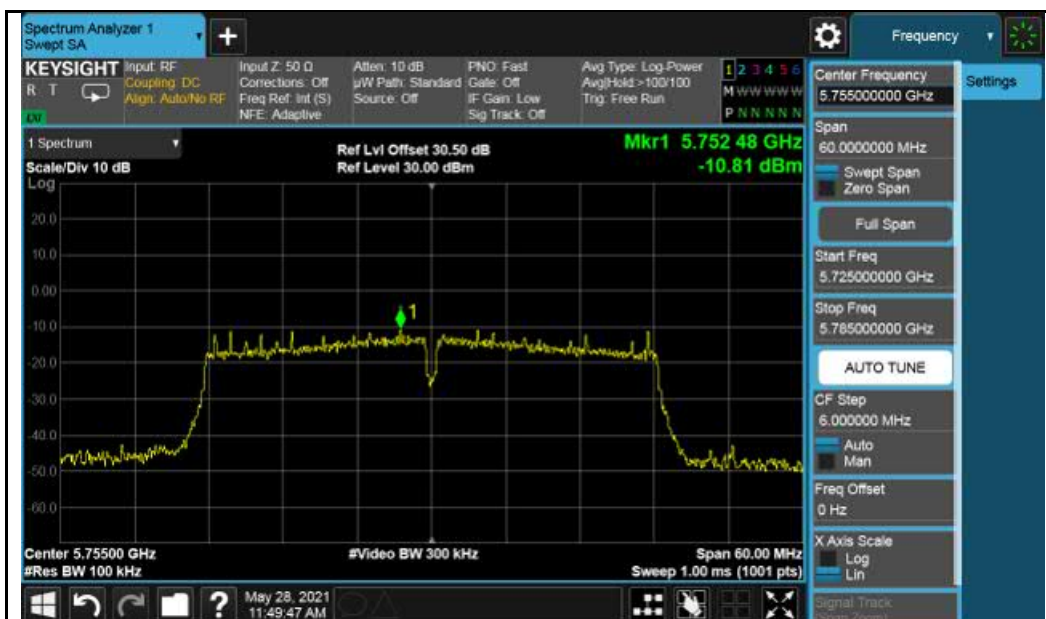 Spectrum Analyzer 1
Swept SA
+
Frequency
KEYSIGHT
R T
LXI
Input: RF
Coupling: DC
Align: Auto/No RF
Input Z: 50 Ω
Corrections: Off
Freq Ref: Int (S)
NFE: Adaptive
Atten: 10 dB
µW Path: Standard
Source: Off
PNO: Fast
Gate: Off
IF Gain: Low
Sig Track: Off
Avg Type: Log-Power
Avg|Hold:>100/100
Trig: Free Run
1 2 3 4 5 6
M W W W W W
P N N N N N
Center Frequency
5.755000000 GHz
Settings
1 Spectrum
Scale/Div 10 dB
Log
Ref Lvl Offset 30.50 dB
Ref Level 30.00 dBm
Mkr1 5.752 48 GHz
-10.81 dBm
20.0
10.0
0.00
-10.0
-20.0
-30.0
-40.0
-50.0
-60.0
1
Center 5.75500 GHz
#Res BW 100 kHz
#Video BW 300 kHz
Span 60.00 MHz
Sweep 1.00 ms (1001 pts)
Span
60.0000000 MHz
Swept Span
Zero Span
Full Span
Start Freq
5.725000000 GHz
Stop Freq
5.785000000 GHz
AUTO TUNE
CF Step
6.000000 MHz
Auto
Man
Freq Offset
0 Hz
X Axis Scale
Log
Lin
Signal Track
(Span Zoom)
?
May 28, 2021
11:49:47 AM